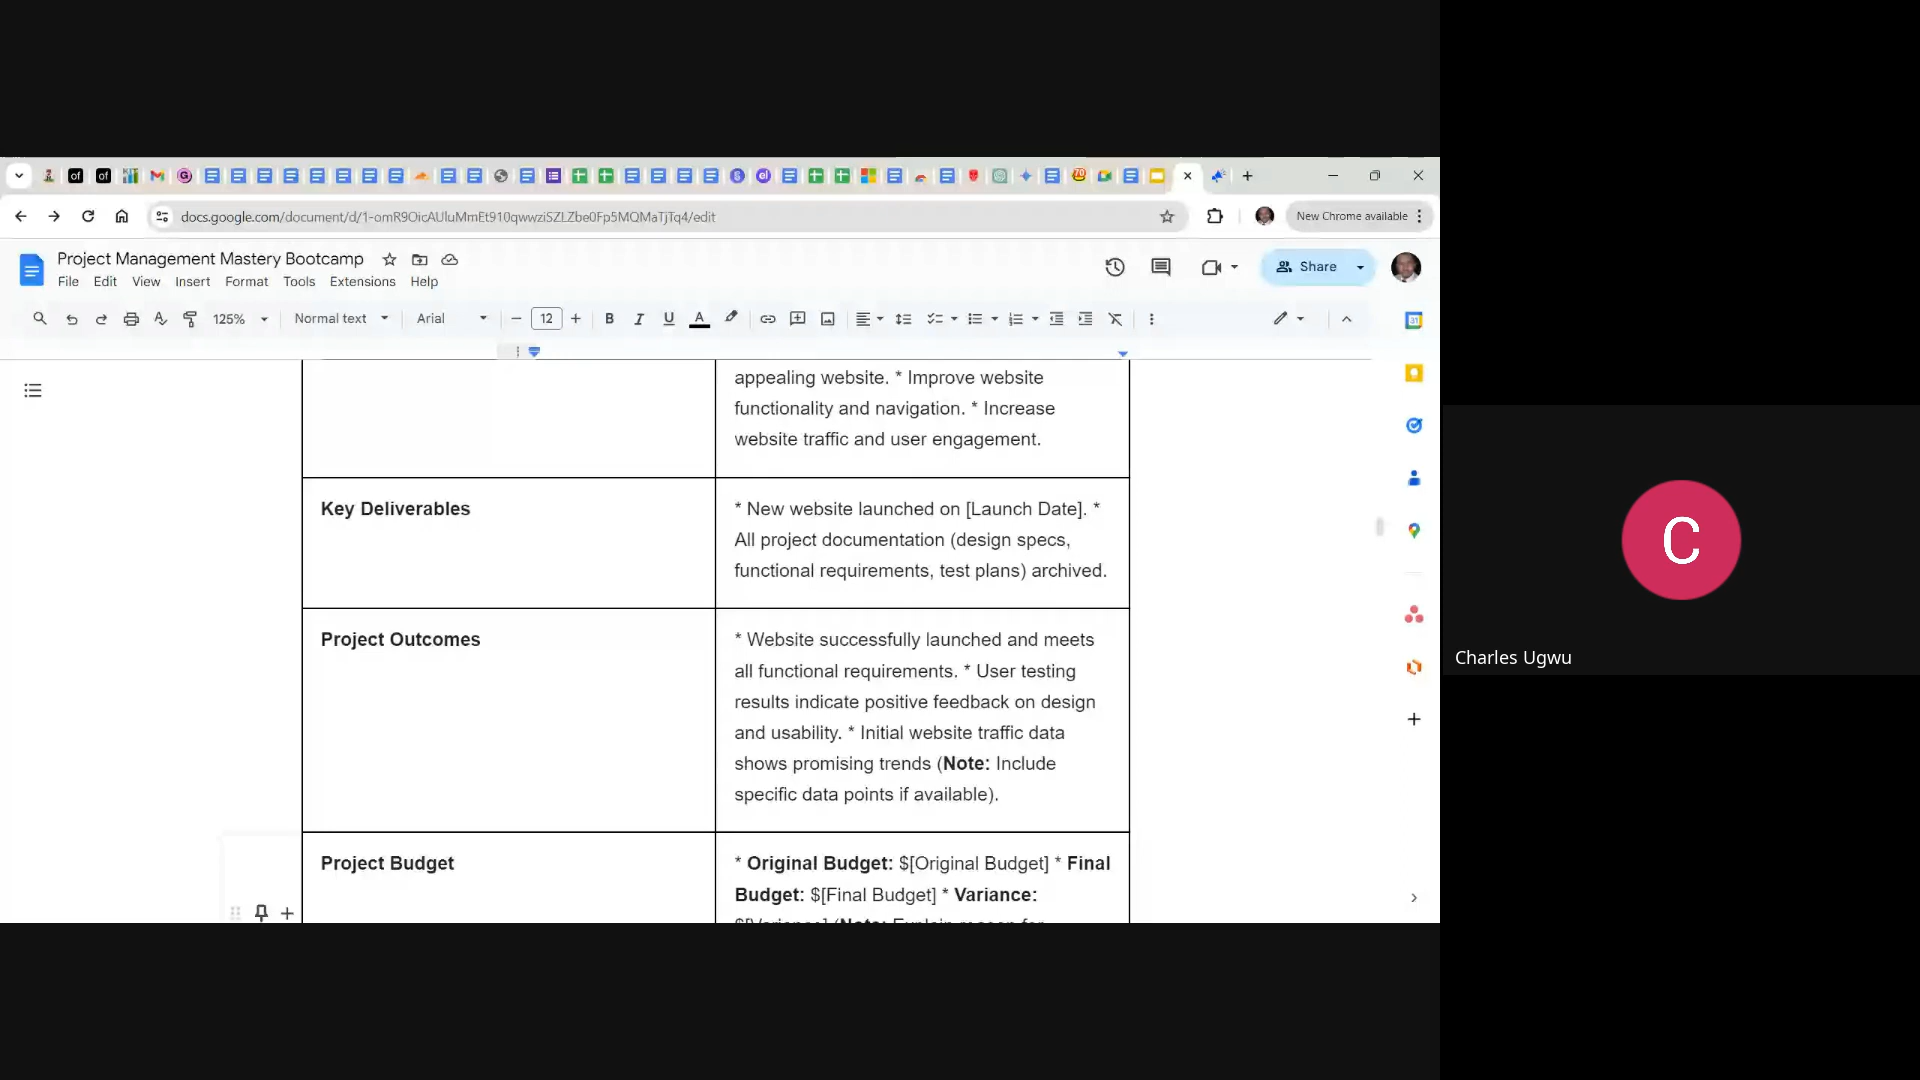 docs.google.com/document/d/1-omR9OicAUluMmEt910qwwziSZLZbe0Fp5MQMaTjTq4/edit
New Chrome available
Project Management Mastery Bootcamp
File Edit View Insert Format Tools Extensions Help
Share
125% Normal text Arial 12
appealing website. * Improve website
functionality and navigation. * Increase
website traffic and user engagement.
Key Deliverables
* New website launched on [Launch Date]. *
All project documentation (design specs,
functional requirements, test plans) archived.
Project Outcomes
* Website successfully launched and meets
all functional requirements. * User testing
results indicate positive feedback on design
and usability. * Initial website traffic data
shows promising trends (Note: Include
specific data points if available).
Project Budget
* Original Budget: $[Original Budget] * Final
Budget: $[Final Budget] * Variance:
$[Variance] (Note: Explain reason for
C
Charles Ugwu